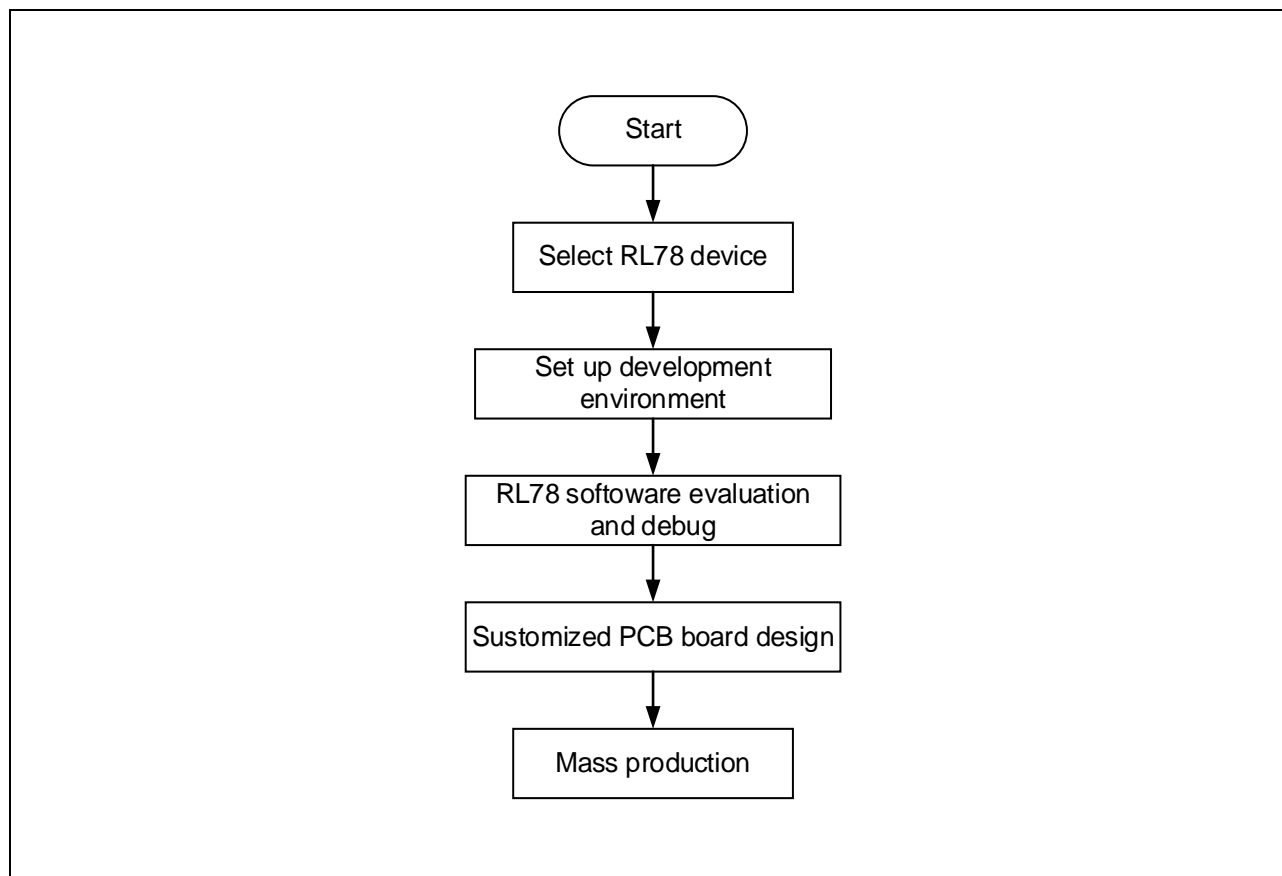 Start
Select RL78 device
Set up development
environment
RL78 softoware evaluation
and debug
Sustomized PCB board design
Mass production